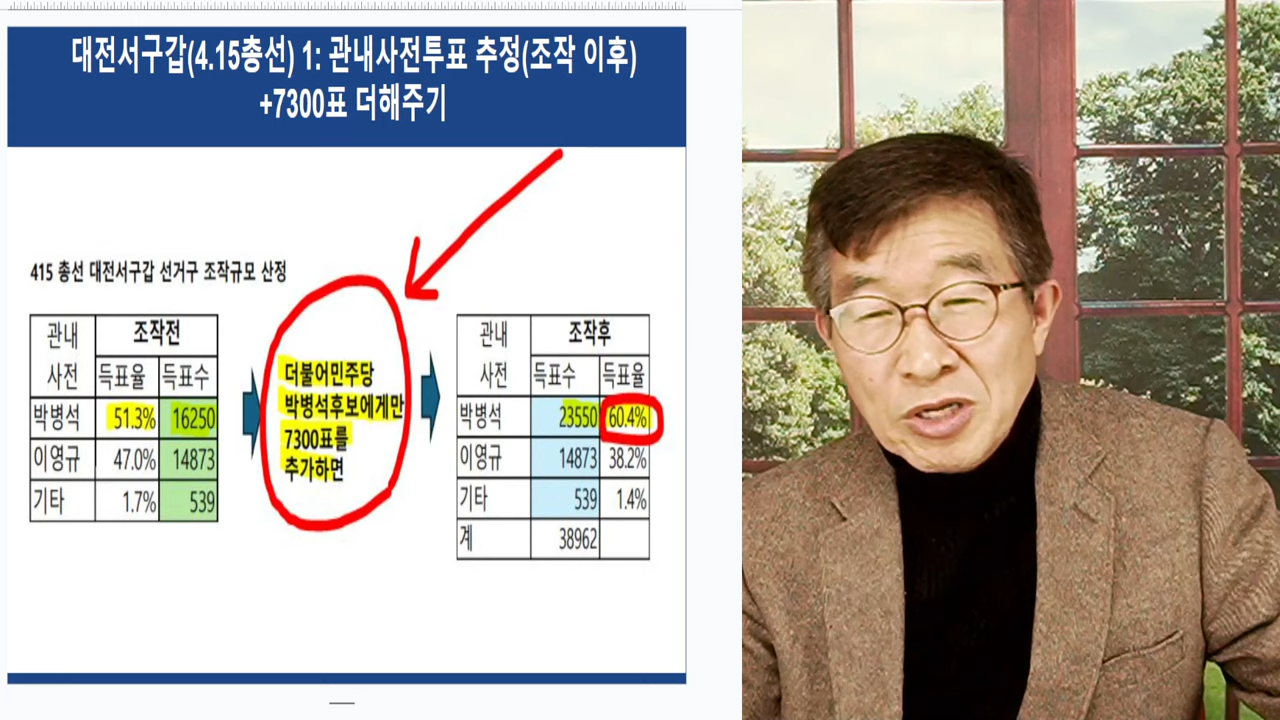 대전서구갑(4.15총선) 1: 관내사전투표 추정(조작 이후)
+7300표 더해주기
415 총선 대전서구갑 선거구 조작규모 산정
관내 사전 조작전
득표율 득표수
박병석 51.3% 16250
이영규 47.0% 14873
기타 1.7% 539
더불어민주당
박병석후보에게만
7300표를
추가하면
관내 사전 조작후
득표수 득표율
박병석 23550 60.4%
이영규 14873 38.2%
기타 539 1.4%
계 38962